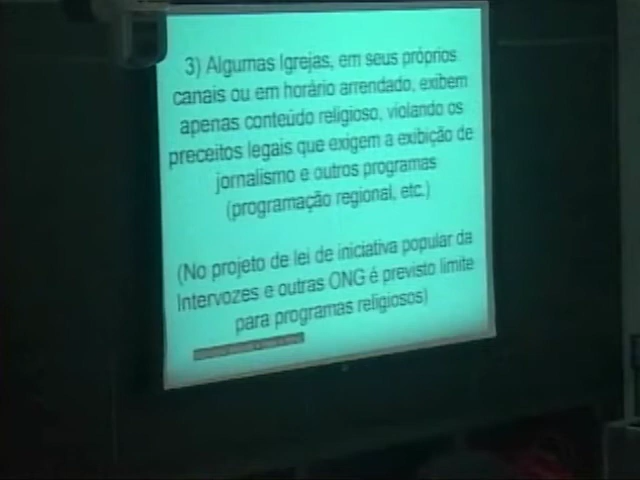 3) Algumas Igrejas, em seus próprios
canais ou em horário arrendado, exibem
apenas conteúdo religioso, violando os
preceitos legais que exigem a exibição de
jornalismo e outros programas
(programação regional, etc.)
(No projeto de lei de iniciativa popular da
Intervozes e outras ONG é previsto limite
para programas religiosos)